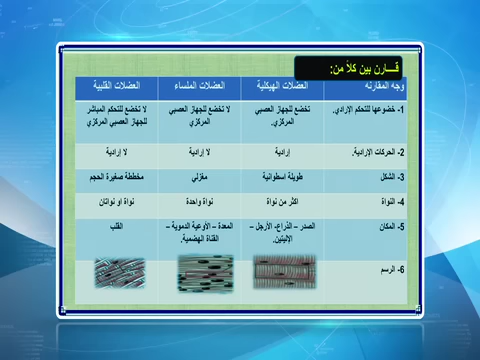 قـــارن بين كلاً من:
وجه المقارنة العضلات الهيكلية العضلات الملساء العضلات القلبية
1- خضوعها للتحكم الإرادي. تخضع للجهاز العصبي لا تخضع للجهاز العصبي لا تخضع للتحكم المباشر
المركزي. المركزي للجهاز العصبي المركزي
2- الحركات الإرادية. إرادية لا إرادية لا إرادية
3- الشكل طويلة اسطوانية مغزلي مخططة صغيرة الحجم
4- النواة أكثر من نواة نواة واحدة نواة او نواتان
5- المكان الصدر – الذراع- الأرجل – المعدة – الأوعية الدموية – القلب
الإليتين. القناة الهضمية.
6- الرسم